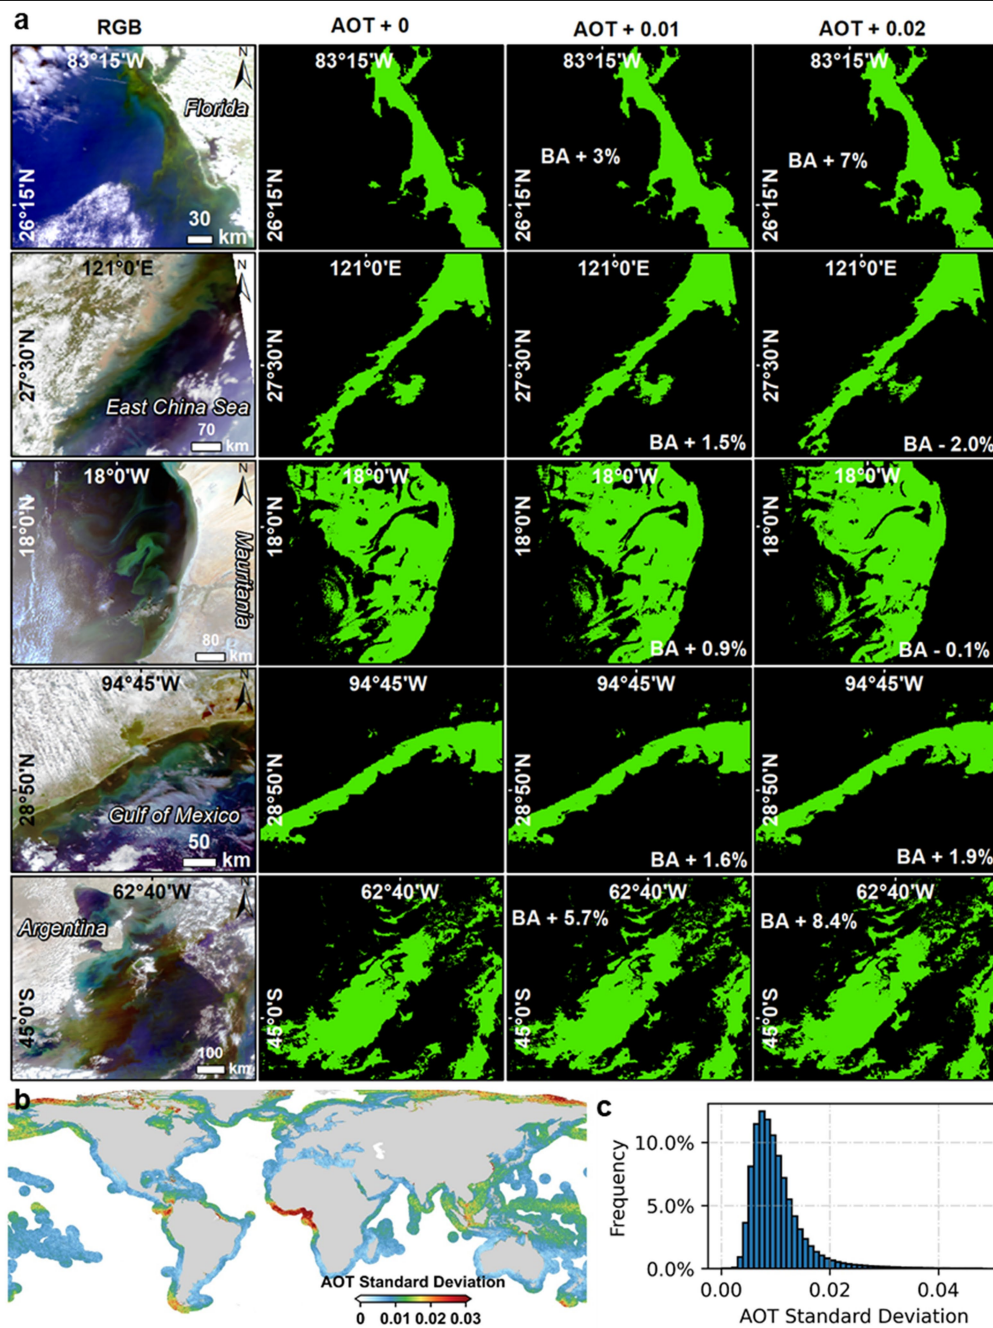 a
RGB AOT + 0 AOT + 0.01 AOT + 0.02
83°15'W 83°15'W 83°15'W 83°15'W
N
Florida
BA + 3% BA + 7%
26°15'N 26°15'N 26°15'N
30
km
121°0'E 121°0'E 121°0'E 121°0'E
N
27°30'N 27°30'N 27°30'N 27°30'N
East China Sea
70
km
BA + 1.5% BA - 2.0%
18°0'W 18°0'W 18°0'W 18°0'W
N
18°0'N 18°0'N 18°0'N 18°0'N
Mauritania
80
km
BA + 0.9% BA - 0.1%
94°45'W 94°45'W 94°45'W 94°45'W
N
28°50'N 28°50'N 28°50'N 28°50'N
Gulf of Mexico
50
km
BA + 1.6% BA + 1.9%
62°40'W 62°40'W 62°40'W 62°40'W
N
Argentina
BA + 5.7% BA + 8.4%
45°0'S 45°0'S 45°0'S 45°0'S
100
km
b
AOT Standard Deviation
0 0.01 0.02 0.03
c
Frequency
10.0%
5.0%
0.0%
0.00 0.02 0.04
AOT Standard Deviation